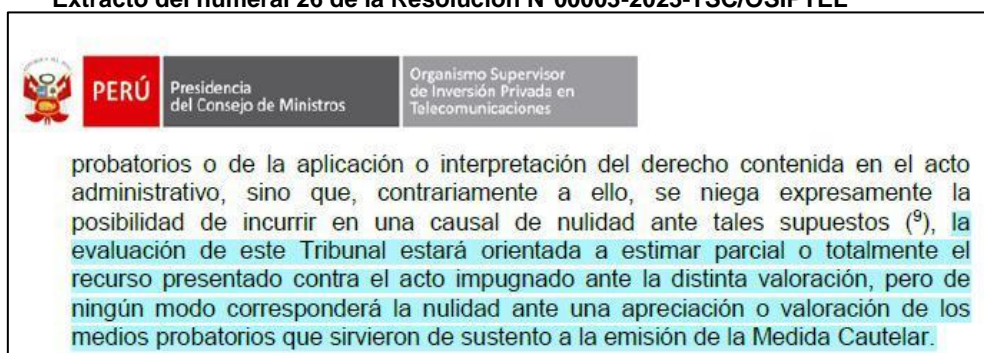 Extracto del numeral 26 de la Resolución N°00003-2023-TSC/OSIPTEL
PERÚ
Presidencia
del Consejo de Ministros
Organismo Supervisor
de Inversión Privada en
Telecomunicaciones
probatorios o de la aplicación o interpretación del derecho contenida en el acto
administrativo, sino que, contrariamente a ello, se niega expresamente la
posibilidad de incurrir en una causal de nulidad ante tales supuestos (⁹), la
evaluación de este Tribunal estará orientada a estimar parcial o totalmente el
recurso presentado contra el acto impugnado ante la distinta valoración, pero de
ningún modo corresponderá la nulidad ante una apreciación o valoración de los
medios probatorios que sirvieron de sustento a la emisión de la Medida Cautelar.